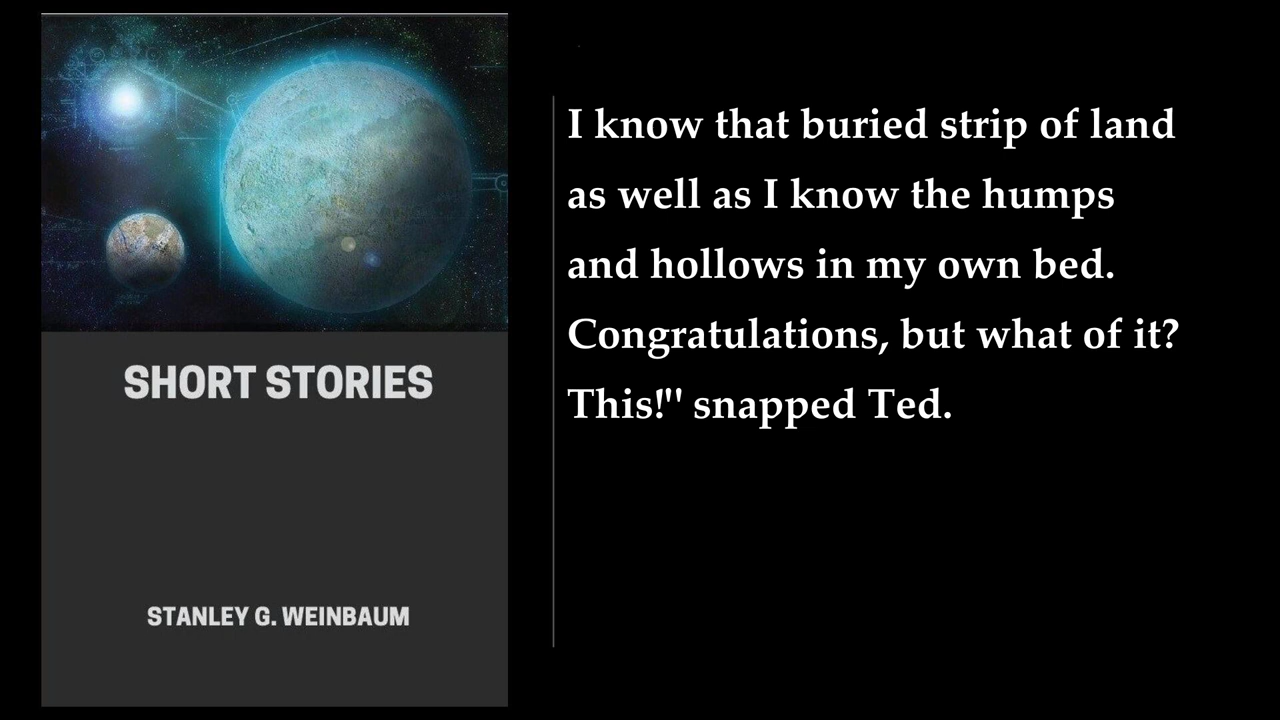 SHORT STORIES
STANLEY G. WEINBAUM
I know that buried strip of land
as well as I know the humps
and hollows in my own bed.
Congratulations, but what of it?
This!" snapped Ted.